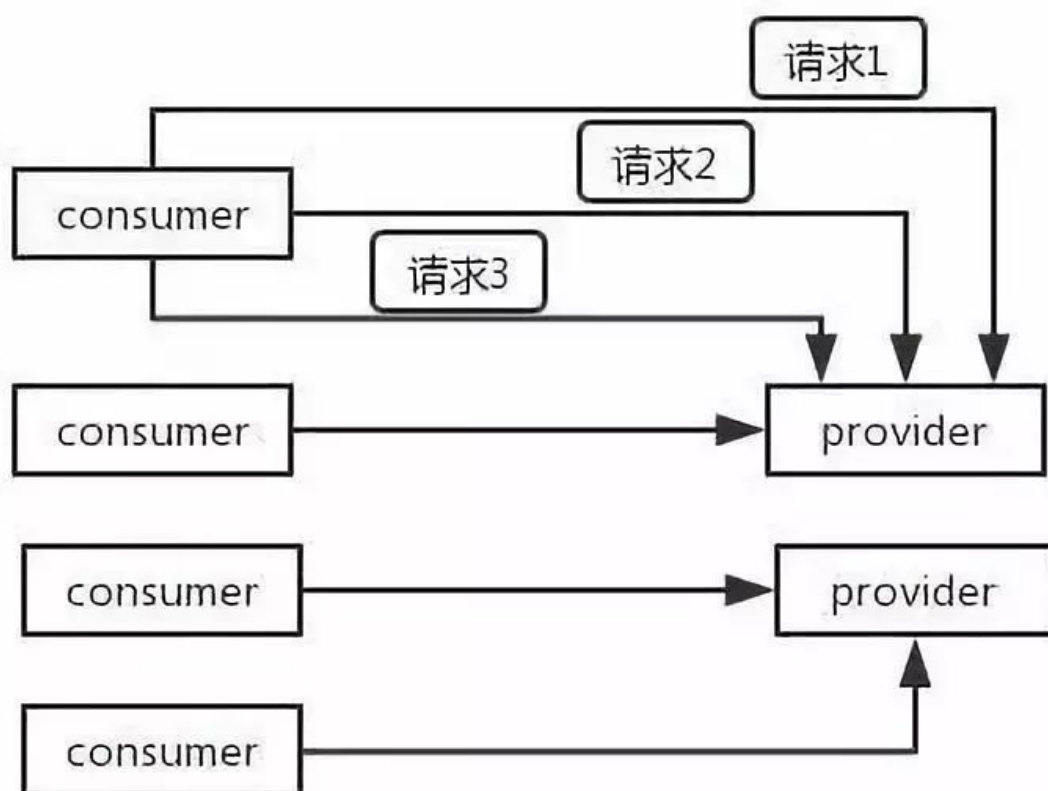 请求1
请求2
consumer
请求3
consumer
provider
consumer
provider
consumer